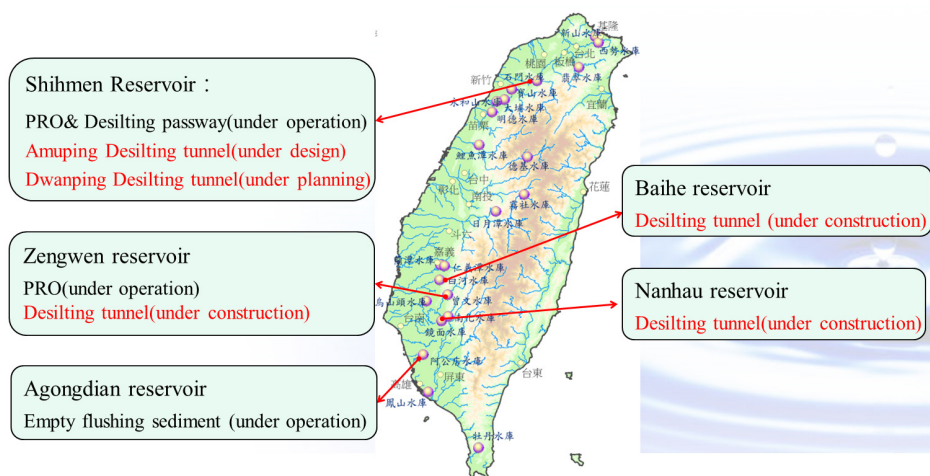 Shihmen Reservoir：
PRO& Desilting passway(under operation)
Amuping Desilting tunnel(under design)
Dwanping Desilting tunnel(under planning)
Zengwen reservoir
PRO(under operation)
Desilting tunnel(under construction)
Agongdian reservoir
Empty flushing sediment (under operation)
基隆
新山水庫
西勢水庫
台北
板橋
桃園
翡翠水庫
石門水庫
新竹
寶山水庫
宜蘭
永和山水庫
大埔水庫
明德水庫
苗栗
鯉魚潭水庫
德基水庫
台中
花蓮
彰化
南投
霧社水庫
日月潭水庫
斗六
嘉義
蘭潭水庫
仁義潭水庫
白河水庫
曾文水庫
烏山頭水庫
台南
南化水庫
鏡面水庫
阿公店水庫
高雄
屏東
台東
鳳山水庫
牡丹水庫
Baihe reservoir
Desilting tunnel (under construction)
Nanhau reservoir
Desilting tunnel(under construction)